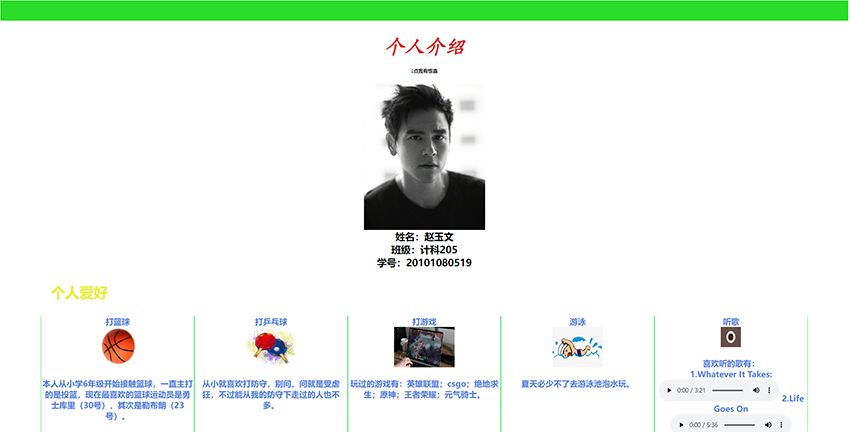 个人介绍
姓名：赵玉文
班级：计科205
学号：20101080519
个人爱好
打篮球
本人从小学6年级开始接触篮球，一直主打
的是投篮，现在最喜欢的篮球运动员是勇
士库里（30号），其次是勒布朗（23
号）。
打乒乓球
从小就喜欢打防守，别问，问就是受虐
狂，不过能从我的防守下走过的人也不
多。
打游戏
玩过的游戏有：英雄联盟；csgo；绝地求
生；原神；王者荣耀；元气骑士。
游泳
夏天必少不了去游泳池泡水玩。
听歌
喜欢听的歌有：
1.Whatever It Takes:
0:00 / 3:21
2.Life
Goes On
0:00 / 5:36